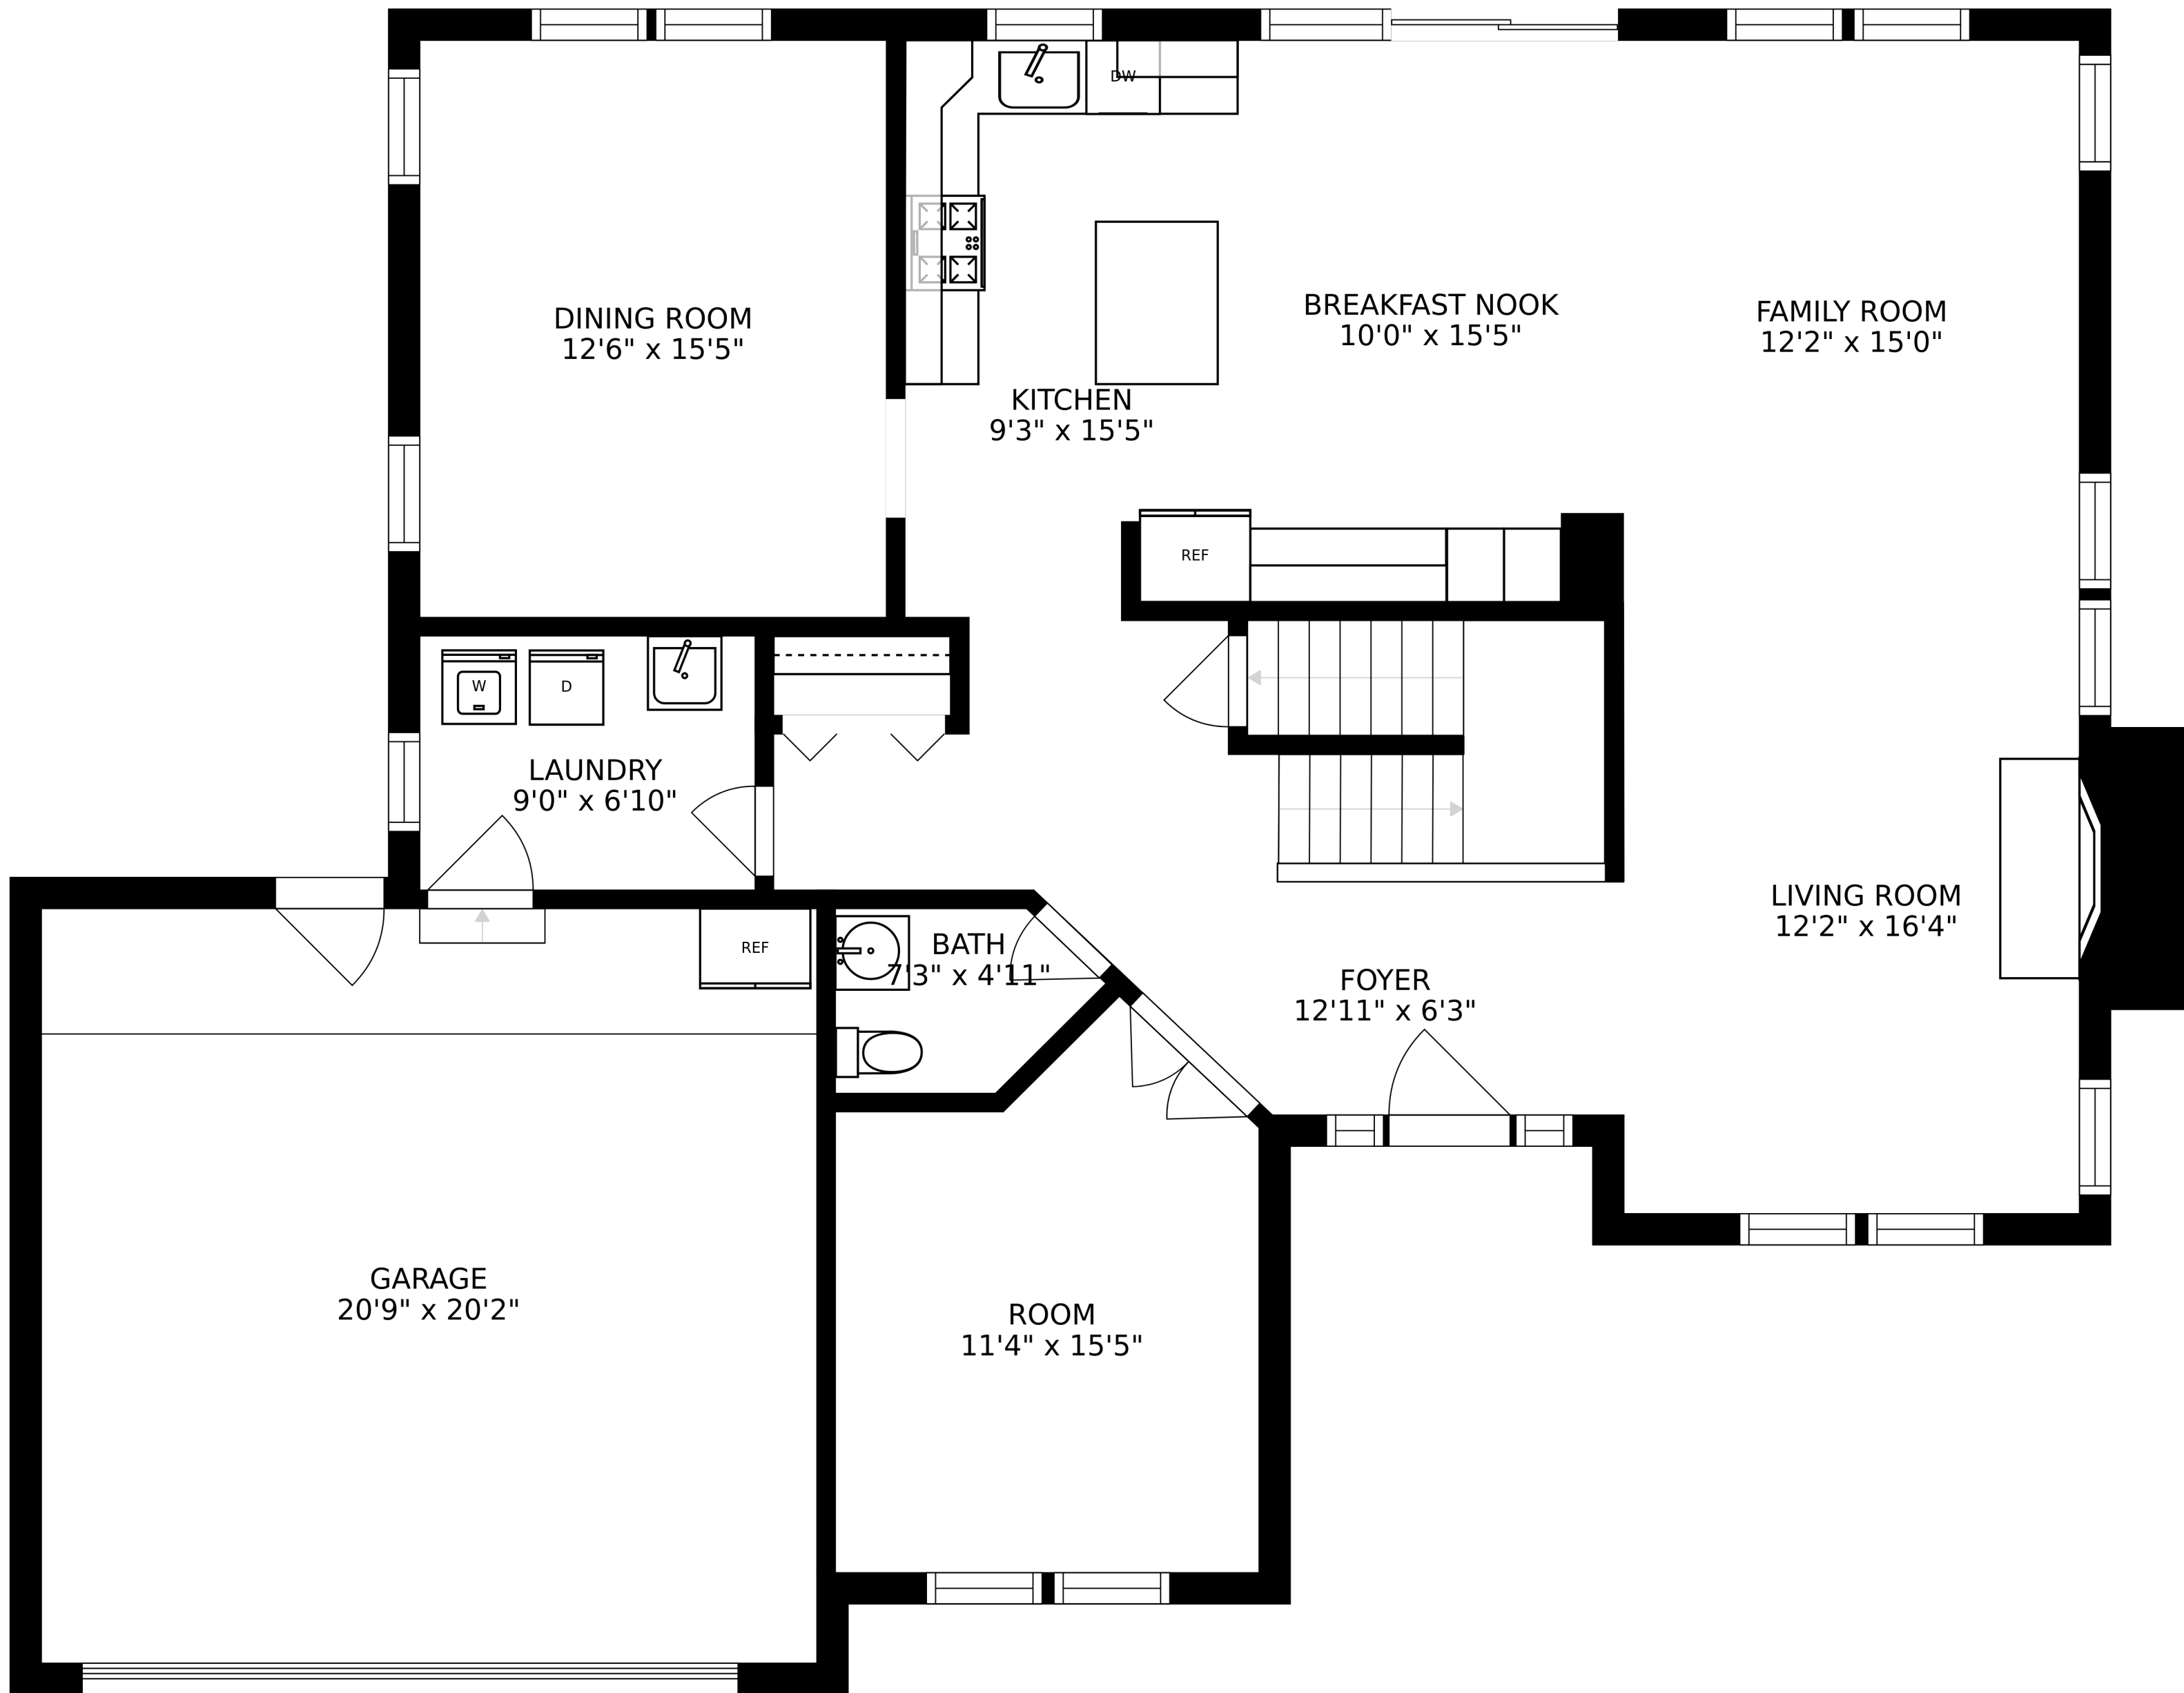 DW
DINING ROOM
12'6" x 15'5"
BREAKFAST NOOK
10'0" x 15'5"
FAMILY ROOM
12'2" x 15'0"
KITCHEN
9'3" x 15'5"
REF
W
D
LAUNDRY
9'0" x 6'10"
LIVING ROOM
12'2" x 16'4"
REF
BATH
7'3" x 4'11"
FOYER
12'11" x 6'3"
GARAGE
20'9" x 20'2"
ROOM
11'4" x 15'5"